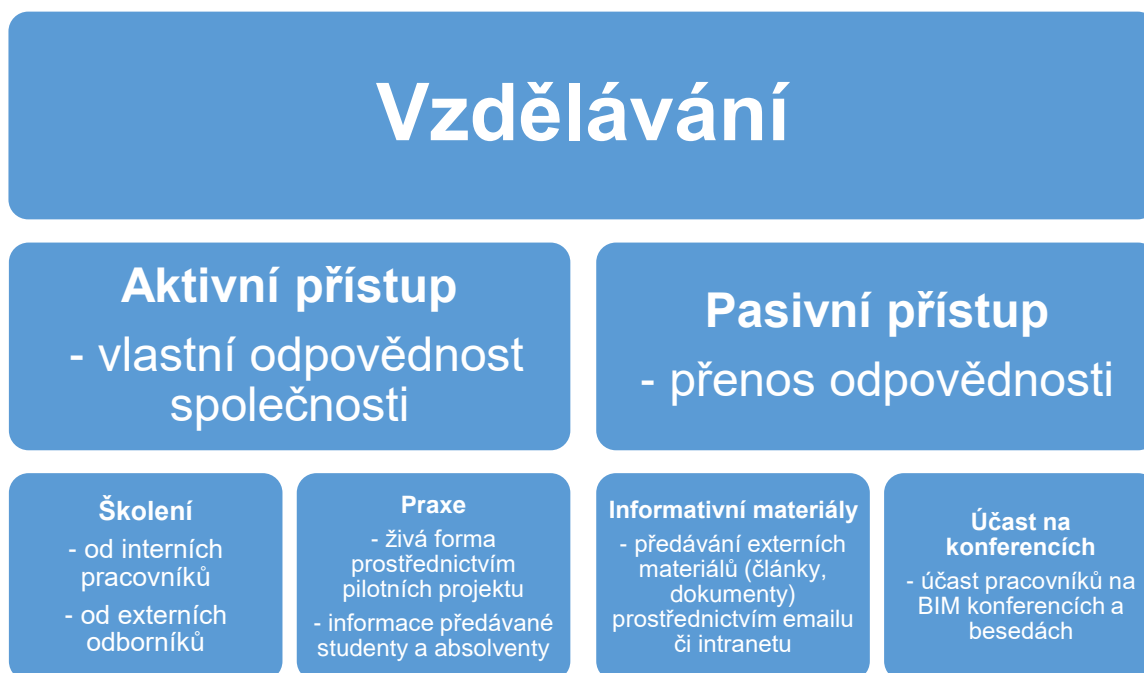 Vzdělávání
Aktivní přístup
- vlastní odpovědnost
společnosti
Pasivní přístup
- přenos odpovědnosti
Školení
- od interních
pracovníků
- od externích
odborníků
Praxe
- živá forma
prostřednictvím
pilotních projektu
- informace předávané
studenty a absolventy
Informativní materiály
- předávání externích
materiálů (články,
dokumenty)
prostřednictvím emailu
či intranetu
Účast na
konferencích
- účast pracovníků na
BIM konferencích a
besedách